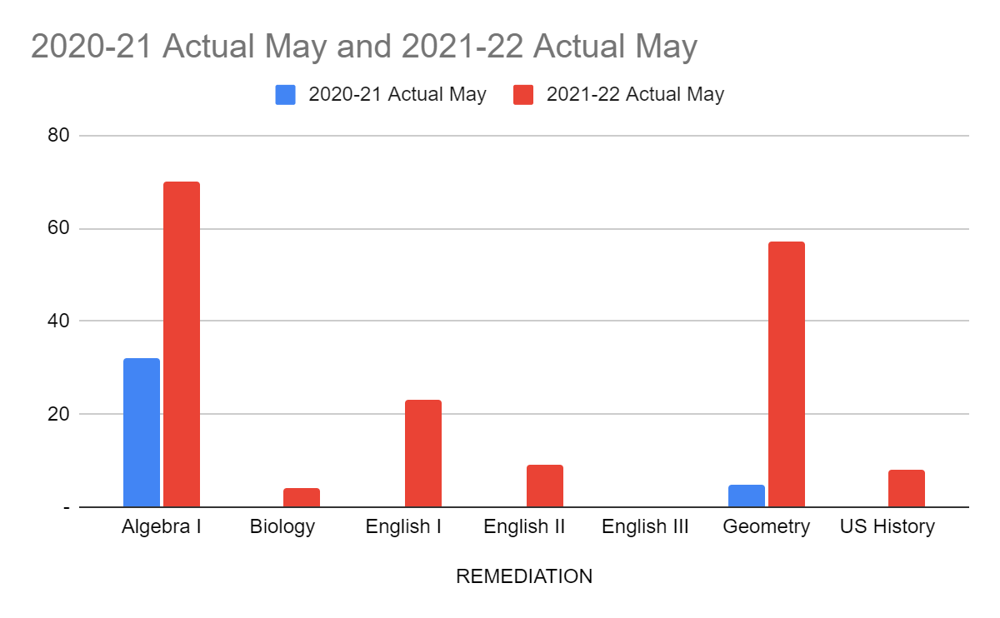 2020-21 Actual May and 2021-22 Actual May
2020-21 Actual May 2021-22 Actual May
80
60
40
20
-
Algebra I Biology English I English II English III Geometry US History
REMEDIATION